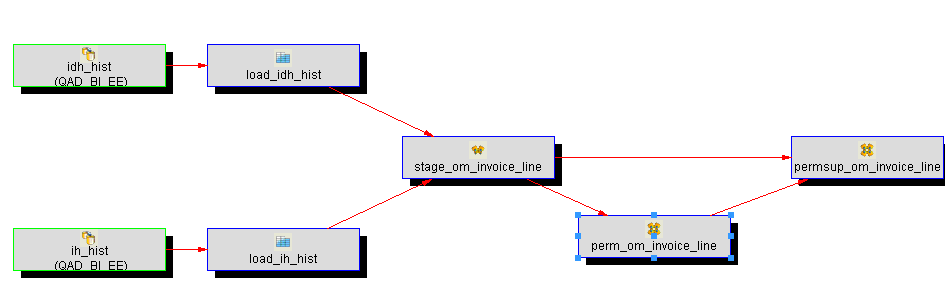 idh_hist
(QAD_BI_EE)
load_idh_hist
stage_om_invoice_line
permsup_om_invoice_line
perm_om_invoice_line
ih_hist
(QAD_BI_EE)
load_ih_hist